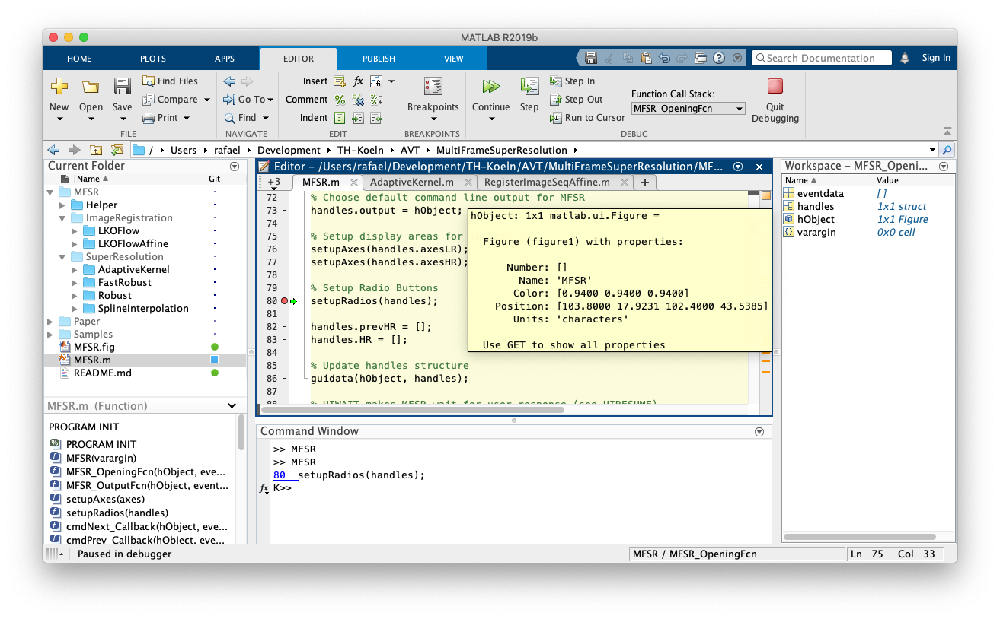 MATLAB R2019b
HOME PLOTS APPS EDITOR PUBLISH VIEW Search Documentation Sign In
New Open Save Find Files Compare Print
FILE
Go To Find
NAVIGATE
Insert fx
Comment %
Indent
EDIT
Breakpoints
BREAKPOINTS
Continue Step Step In Step Out Run to Cursor
Function Call Stack:
MFSR_OpeningFcn
Quit Debugging
DEBUG
/ Users rafael Development TH-Koeln AVT MultiFrameSuperResolution
Current Folder
Name Git
MFSR
Helper
ImageRegistration
LKOFlow
LKOFlowAffine
SuperResolution
AdaptiveKernel
FastRobust
Robust
SplineInterpolation
Paper
Samples
MFSR.fig
MFSR.m
README.md
MFSR.m (Function)
PROGRAM INIT
PROGRAM INIT
MFSR(varargin)
MFSR_OpeningFcn(hObject, eve...
MFSR_OutputFcn(hObject, event...
setupAxes(axes)
setupRadios(handles)
cmdNext_Callback(hObject, eve...
cmdPrev_Callback(hObject, eve...
Editor – /Users/rafael/Development/TH-Koeln/AVT/MultiFrameSuperResolution/MF...
+3 MFSR.m AdaptiveKernel.m RegisterImageSeqAffine.m +
72 % Choose default command line output for MFSR
73 – handles.output = hObject;
74
75 % Setup display areas for
76 – setupAxes(handles.axesLR);
77 – setupAxes(handles.axesHR);
78
79 % Setup Radio Buttons
80 setupRadios(handles);
81
82 – handles.prevHR = [];
83 – handles.HR = [];
84
85 % Update handles structure
86 – guidata(hObject, handles);
87
88 % UIWAIT makes MFSR wait for user response (see UIRESUME)
hObject: 1x1 matlab.ui.Figure =
Figure (figure1) with properties:
Number: []
Name: 'MFSR'
Color: [0.9400 0.9400 0.9400]
Position: [103.8000 17.9231 102.4000 43.5385]
Units: 'characters'
Use GET to show all properties
Command Window
>> MFSR
>> MFSR
80 setupRadios(handles);
fx K>>
Workspace – MFSR_Openi...
Name Value
eventdata []
handles 1x1 struct
hObject 1x1 Figure
varargin 0x0 cell
Paused in debugger
MFSR / MFSR_OpeningFcn
Ln 75 Col 33